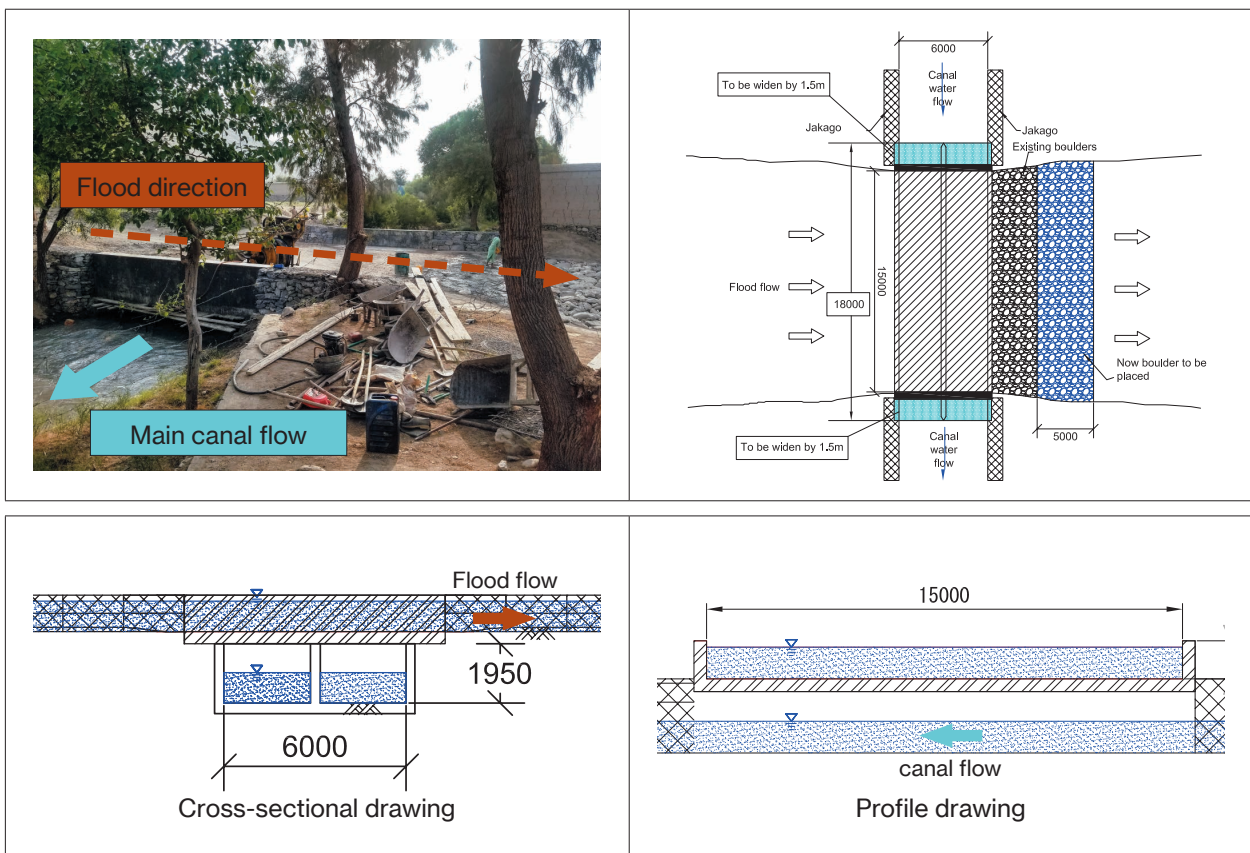 Flood direction
Main canal flow
6000
Canal
water
flow
To be widen by 1.5m
Jakago
Jakago
Existing boulders
15000
18000
Flood flow
Now boulder to be
placed
To be widen by 1.5m
Canal
water
flow
5000
Flood flow
1950
6000
Cross-sectional drawing
15000
canal flow
Profile drawing